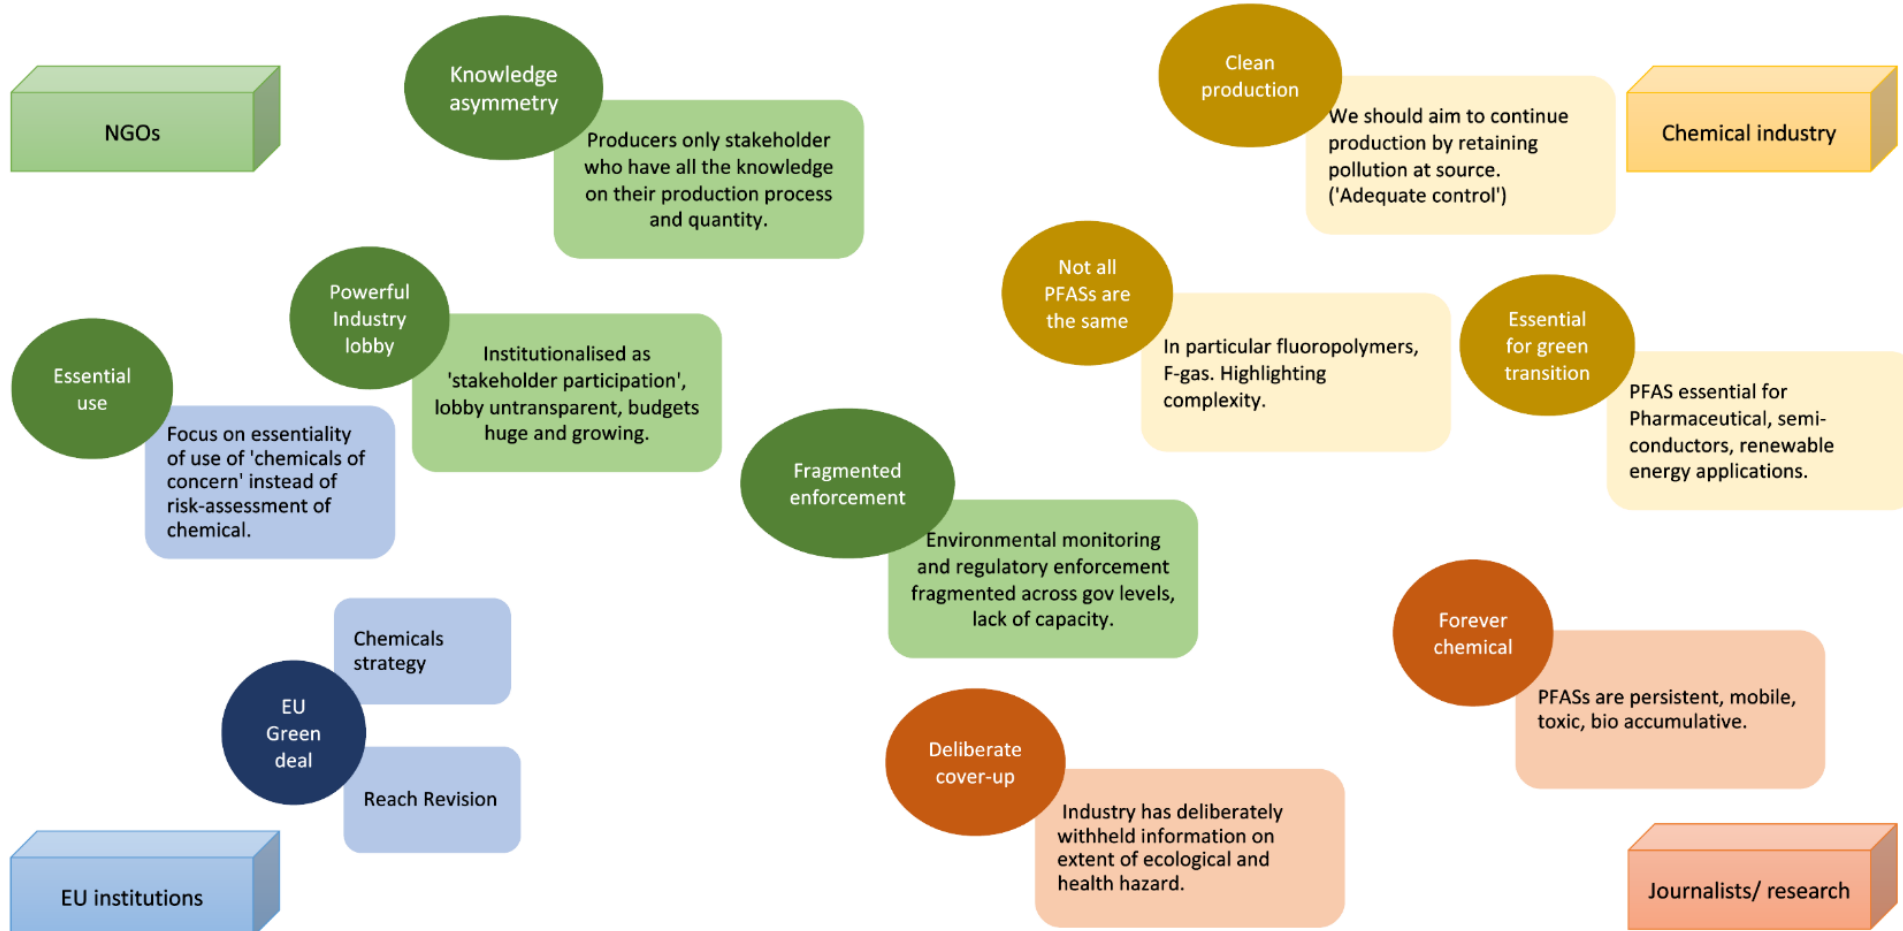 NGOs
Knowledge
asymmetry
Producers only stakeholder
who have all the knowledge
on their production process
and quantity.
Clean
production
We should aim to continue
production by retaining
pollution at source.
('Adequate control')
Chemical industry
Powerful
Industry
lobby
Institutionalised as
'stakeholder participation',
lobby untransparent, budgets
huge and growing.
Not all
PFASs are
the same
In particular fluoropolymers,
F-gas. Highlighting
complexity.
Essential
for green
transition
PFAS essential for
Pharmaceutical, semi-
conductors, renewable
energy applications.
Essential
use
Focus on essentiality
of use of 'chemicals of
concern' instead of
risk-assessment of
chemical.
Fragmented
enforcement
Environmental monitoring
and regulatory enforcement
fragmented across gov levels,
lack of capacity.
Forever
chemical
PFASs are persistent, mobile,
toxic, bio accumulative.
Chemicals
strategy
EU
Green
deal
Reach Revision
Deliberate
cover-up
Industry has deliberately
withheld information on
extent of ecological and
health hazard.
EU institutions
Journalists/ research